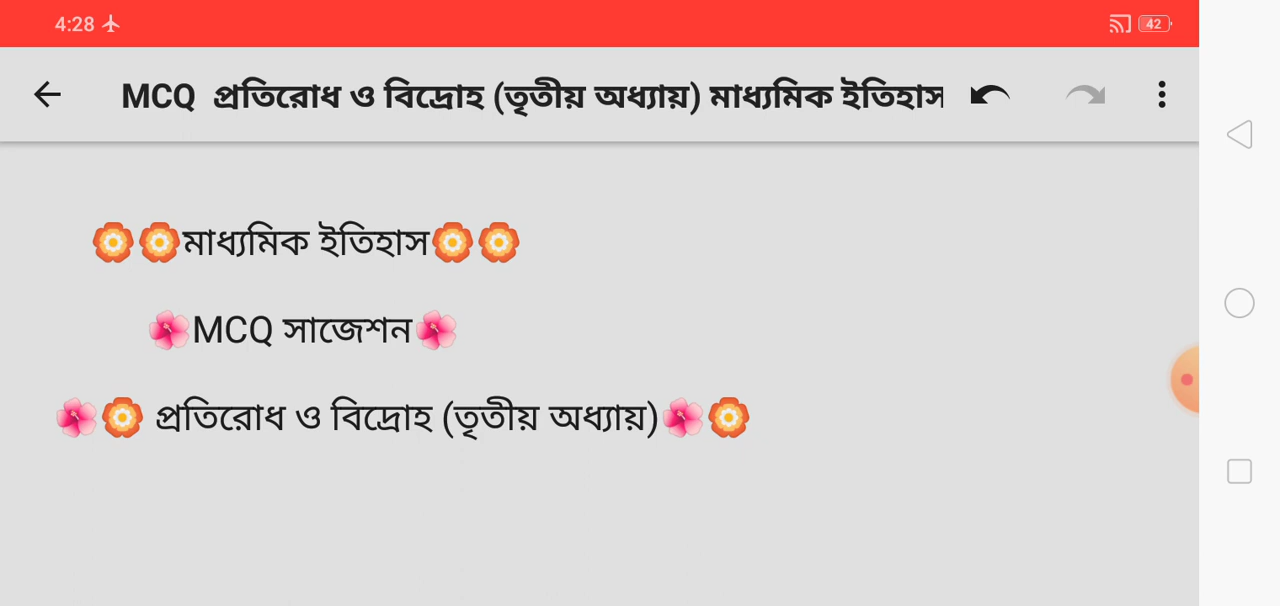 4:28
42
MCQ প্রতিরোধ ও বিদ্রোহ (তৃতীয় অধ্যায়) মাধ্যমিক ইতিহাস
মাধ্যমিক ইতিহাস
MCQ সাজেশন
প্রতিরোধ ও বিদ্রোহ (তৃতীয় অধ্যায়)